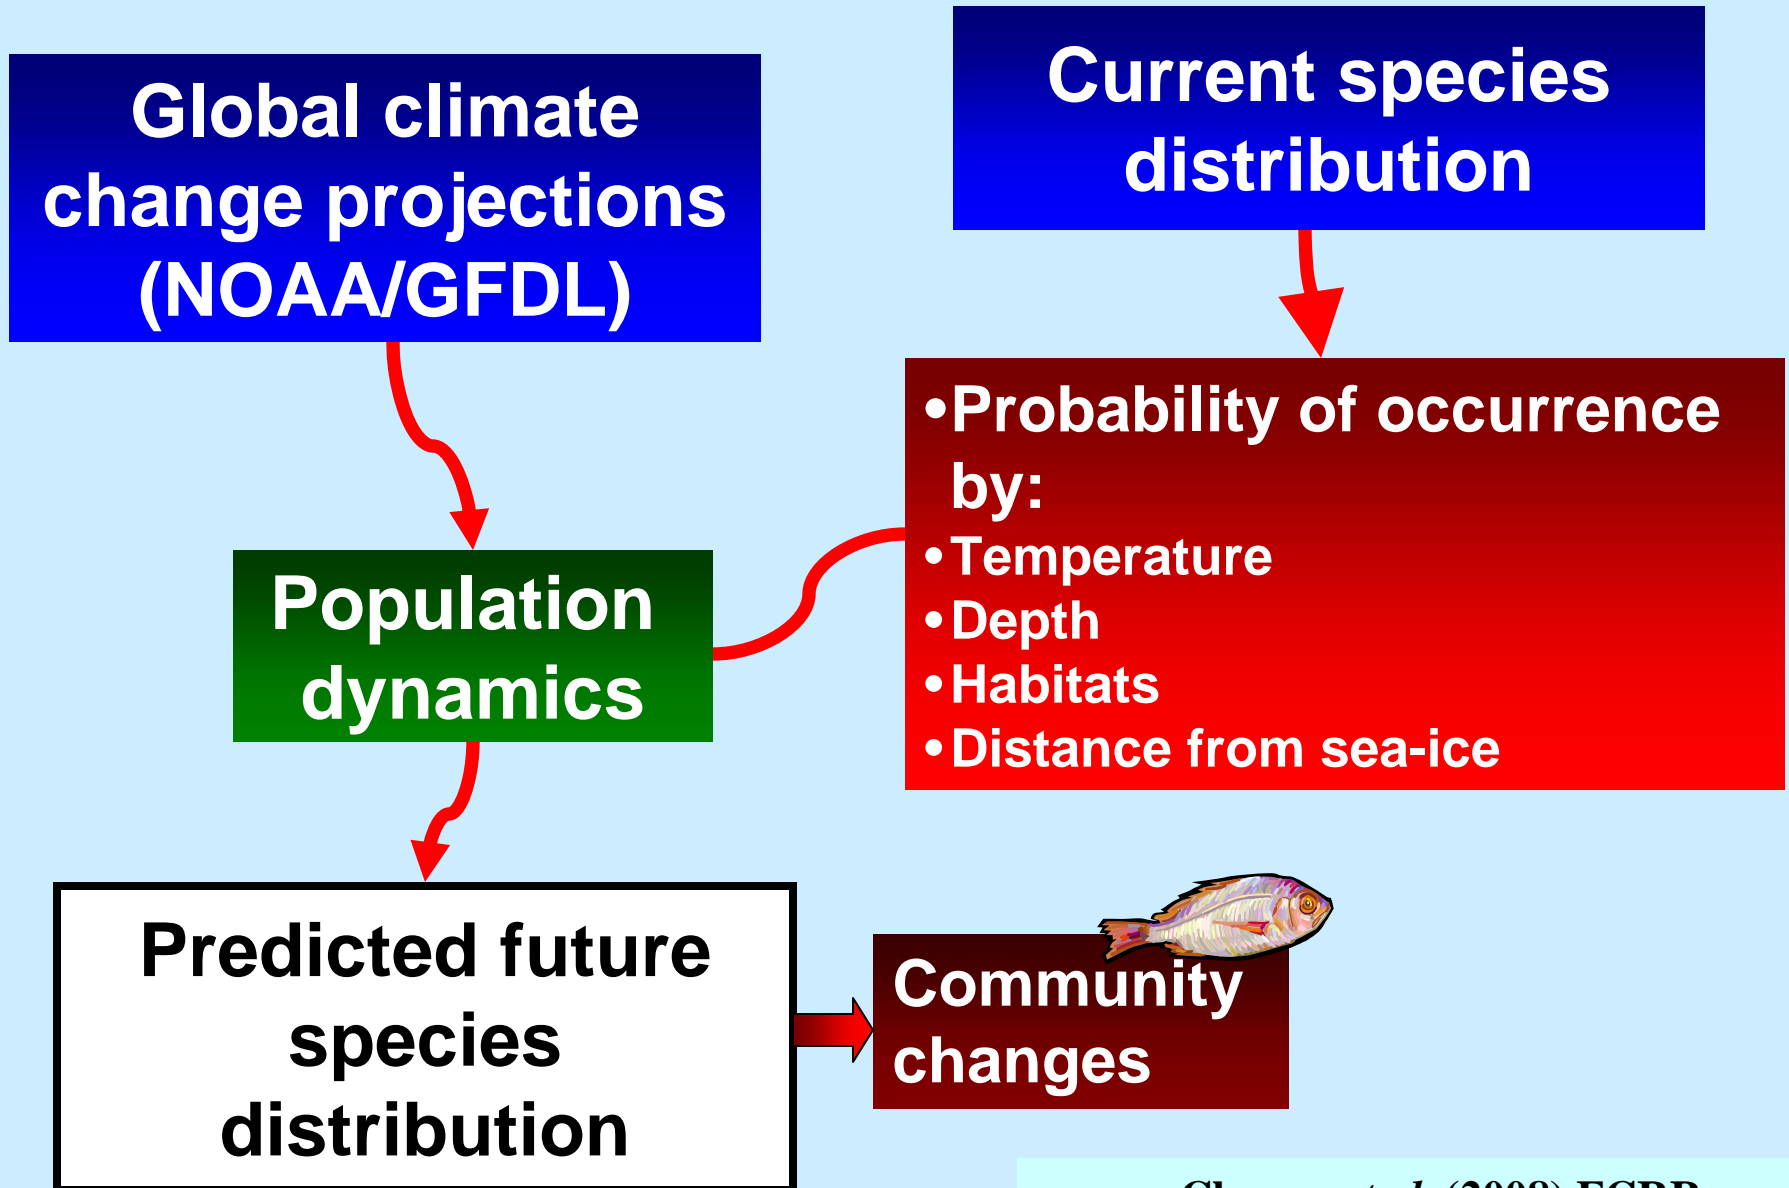 Global climate
change projections
(NOAA/GFDL)
Current species
distribution
•Probability of occurrence
by:
•Temperature
•Depth
•Habitats
•Distance from sea-ice
Population
dynamics
Predicted future
species
distribution
Community
changes
(2008)